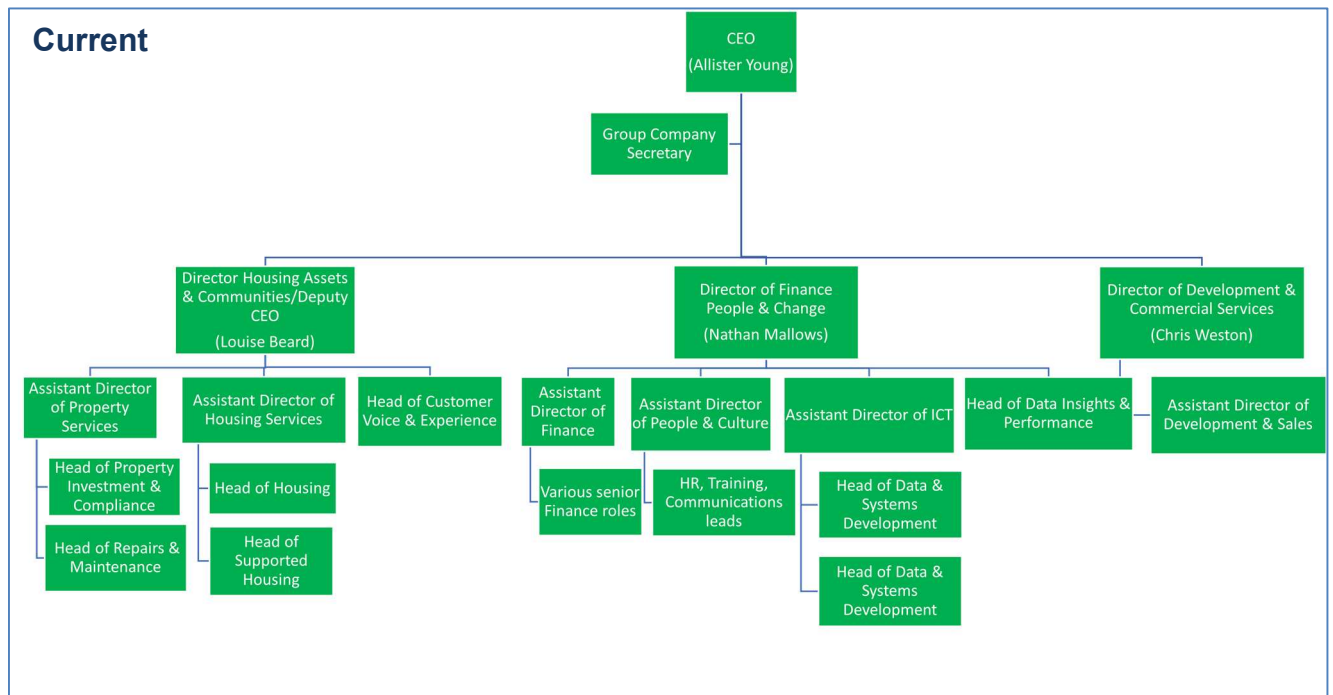 Current
CEO
(Allister Young)
Group Company
Secretary
Director Housing Assets
& Communities/Deputy
CEO
(Louise Beard)
Director of Finance
People & Change
(Nathan Mallows)
Director of Development &
Commercial Services
(Chris Weston)
Assistant Director
of Property
Services
Assistant Director of
Housing Services
Head of Customer
Voice & Experience
Assistant
Director of
Finance
Assistant Director
of People & Culture
Assistant Director of ICT
Head of Data Insights &
Performance
Assistant Director of
Development & Sales
Head of Property
Investment &
Compliance
Head of Housing
Various senior
Finance roles
HR, Training,
Communications
leads
Head of Data &
Systems
Development
Head of Repairs &
Maintenance
Head of
Supported
Housing
Head of Data &
Systems
Development